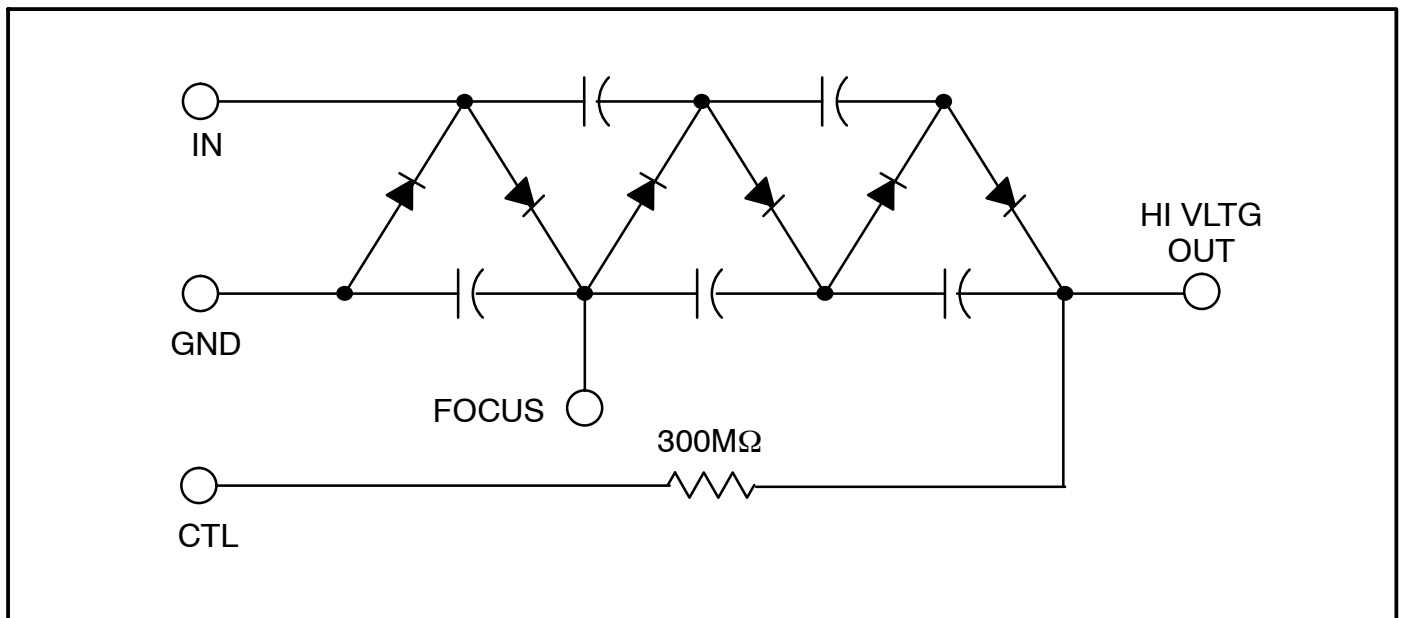 IN
HI VLTG
OUT
GND
FOCUS
300MΩ
CTL